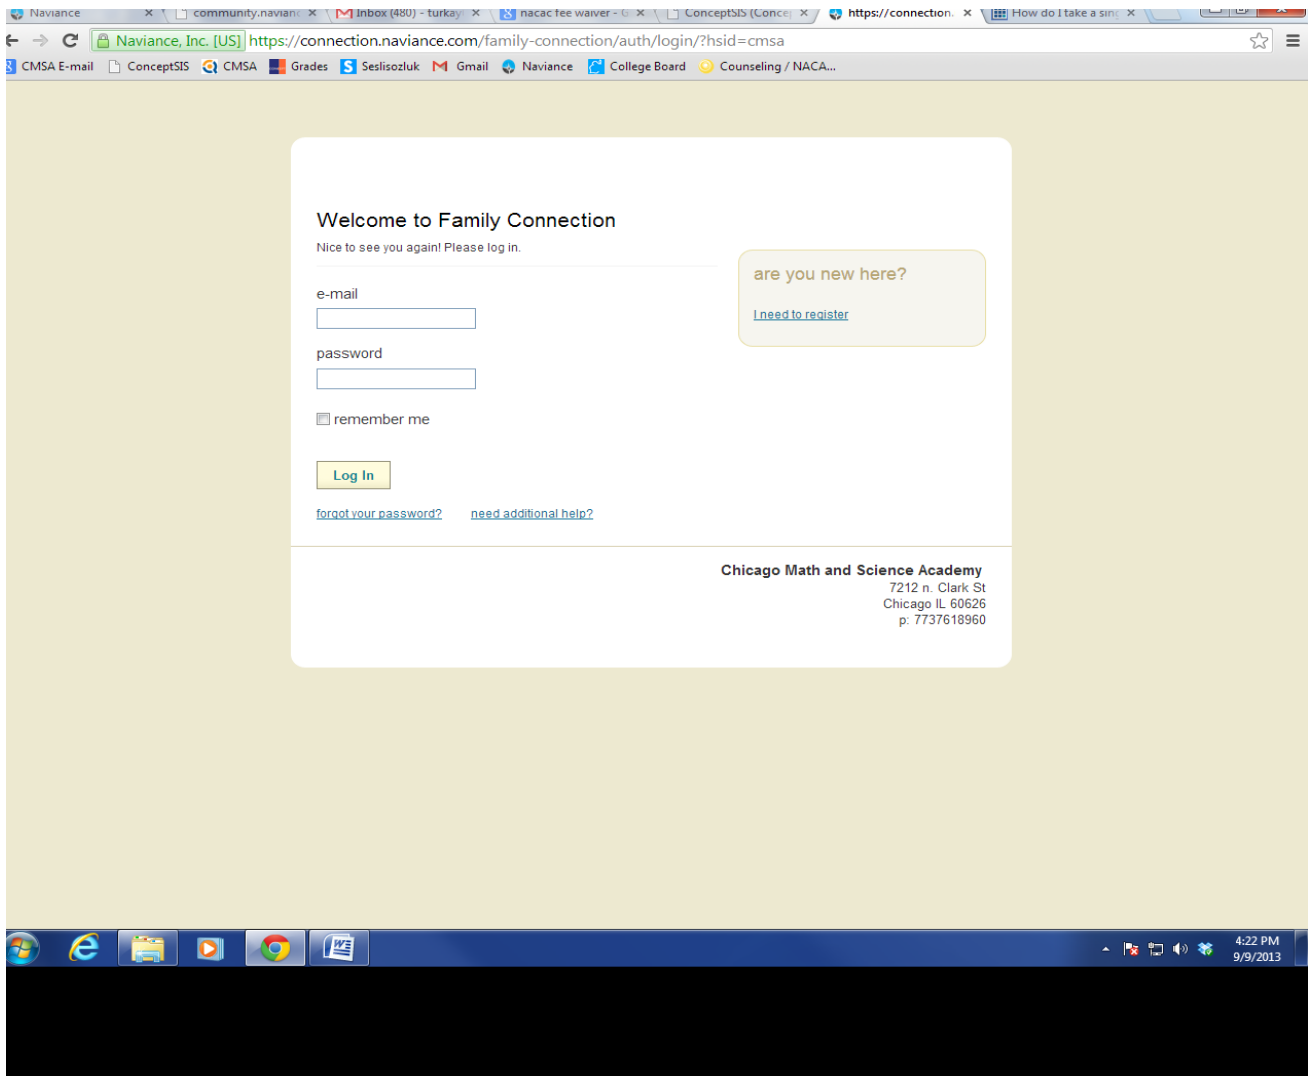 Naviance
community.navianc
Inbox (480) - turkay
nacac fee waiver - G
ConceptSIS (Concep
https://connection.
How do I take a sing
Naviance, Inc. [US] https://connection.naviance.com/family-connection/auth/login/?hsid=cmsa
CMSA E-mail ConceptSIS CMSA Grades Seslisozluk Gmail Naviance College Board Counseling / NACA...
Welcome to Family Connection
Nice to see you again! Please log in.
e-mail
password
remember me
Log In
forgot your password? need additional help?
are you new here?
I need to register
Chicago Math and Science Academy
7212 n. Clark St
Chicago IL 60626
p: 7737618960
4:22 PM
9/9/2013